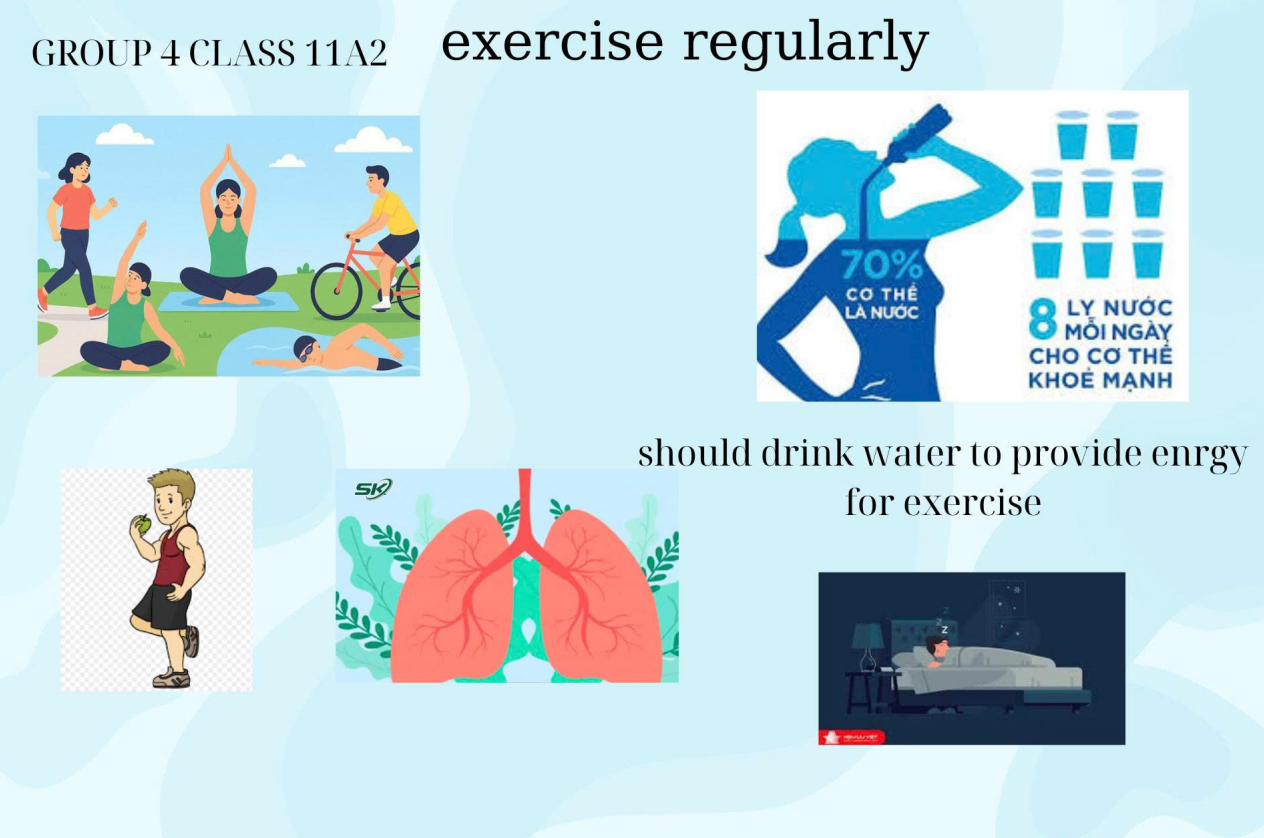 GROUP 4 CLASS 11A2
exercise regularly
70%
CƠ THỂ
LÀ NƯỚC
8 LY NƯỚC
MỖI NGÀY
CHO CƠ THỂ
KHOẺ MẠNH
should drink water to provide enrgy
for exercise
SK
z
z
z